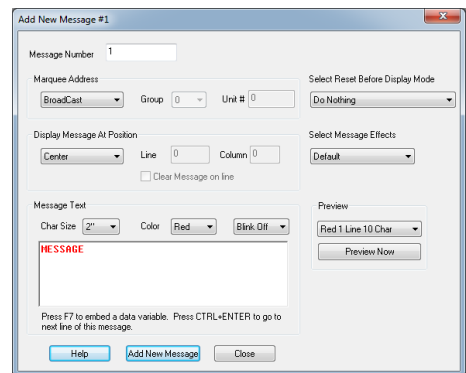 Add New Message #1
Message Number 1
Marquee Address
BroadCast Group 0 Unit # 0
Select Reset Before Display Mode
Do Nothing
Display Message At Position
Center Line 0 Column 0
Clear Message on line
Select Message Effects
Default
Message Text
Char Size 2" Color Red Blink Off
MESSAGE
Press F7 to embed a data variable. Press CTRL+ENTER to go to
next line of this message.
Preview
Red 1 Line 10 Char
Preview Now
Help Add New Message Close